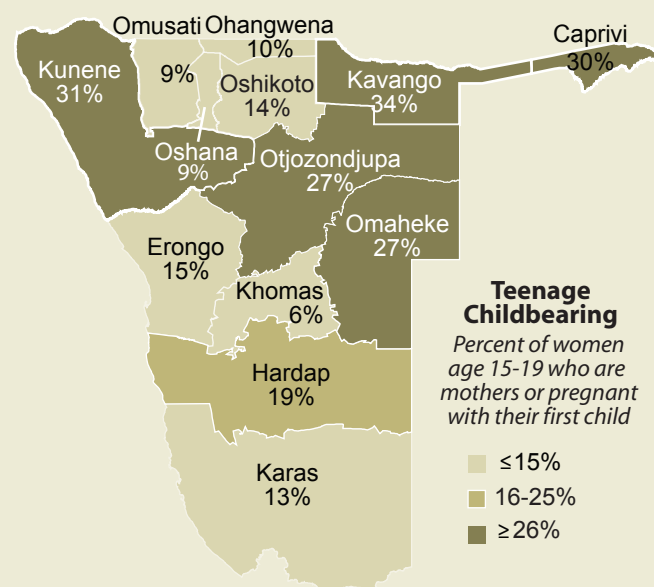 Omusati
Ohangwena
10%
Caprivi
30%
Kunene
31%
9%
Oshikoto
14%
Kavango
34%
Oshana
9%
Otjozondjupa
27%
Omaheke
27%
Erongo
15%
Khomas
6%
Hardap
19%
Karas
13%
Teenage
Childbearing
Percent of women
age 15-19 who are
mothers or pregnant
with their first child
≤15%
16-25%
≥26%